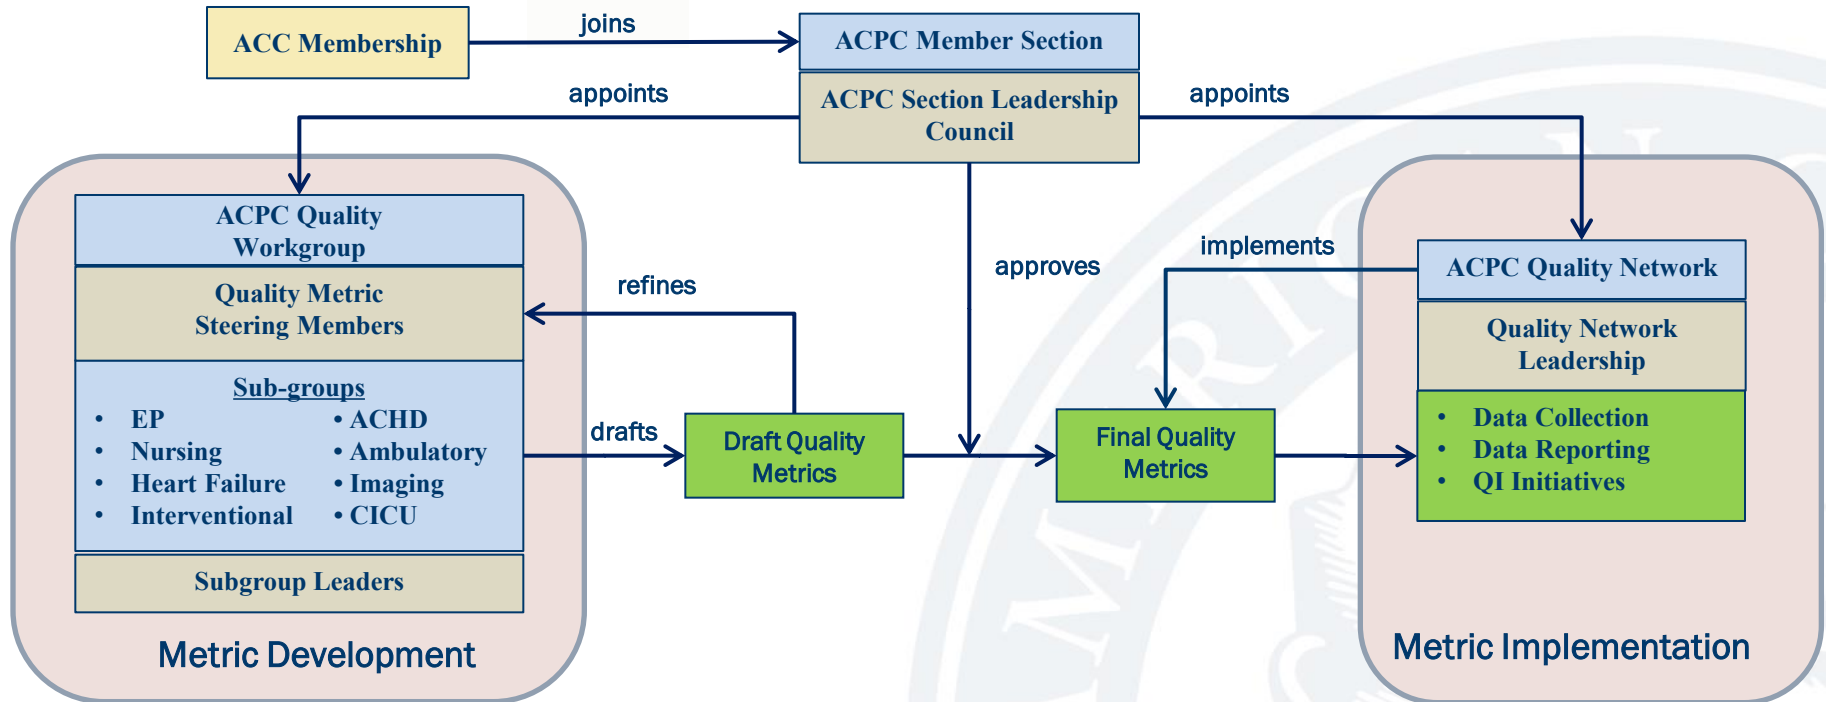 joins
ACC Membership
ACPC Member Section
appoints
ACPC Section Leadership
Council
appoints
ACPC Quality
Workgroup
Quality Metric
Steering Members
Sub-groups
• EP
• Nursing
• Heart Failure
• Interventional
• ACHD
• Ambulatory
• Imaging
• CICU
Subgroup Leaders
Metric Development
refines
drafts
Draft Quality
Metrics
approves
implements
Final Quality
Metrics
ACPC Quality Network
Quality Network
Leadership
• Data Collection
• Data Reporting
• QI Initiatives
Metric Implementation
MERICAN C